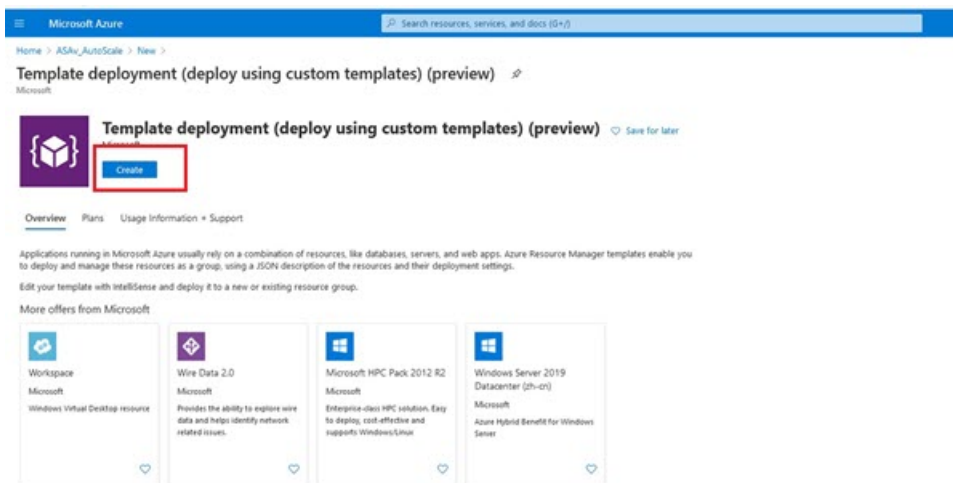 Microsoft Azure
Search resources, services, and docs (G+/)
Home > ASAv_AutoScale > New >
Template deployment (deploy using custom templates) (preview)
Microsoft
Template deployment (deploy using custom templates) (preview)
Save for later
Microsoft
Create
Overview Plans Usage Information + Support
Applications running in Microsoft Azure usually rely on a combination of resources, like databases, servers, and web apps. Azure Resource Manager templates enable you
to deploy and manage these resources as a group, using a JSON description of the resources and their deployment settings.
Edit your template with IntelliSense and deploy it to a new or existing resource group.
More offers from Microsoft
Workspace
Microsoft
Windows Virtual Desktop resource
Wire Data 2.0
Microsoft
Provides the ability to explore wire
data and helps identify network
related issues.
Microsoft HPC Pack 2012 R2
Microsoft
Enterprise-class HPC solution. Easy
to deploy, cost-effective and
supports Windows/Linux
Windows Server 2019
Datacenter (zh-cn)
Microsoft
Azure Hybrid Benefit for Windows
Server